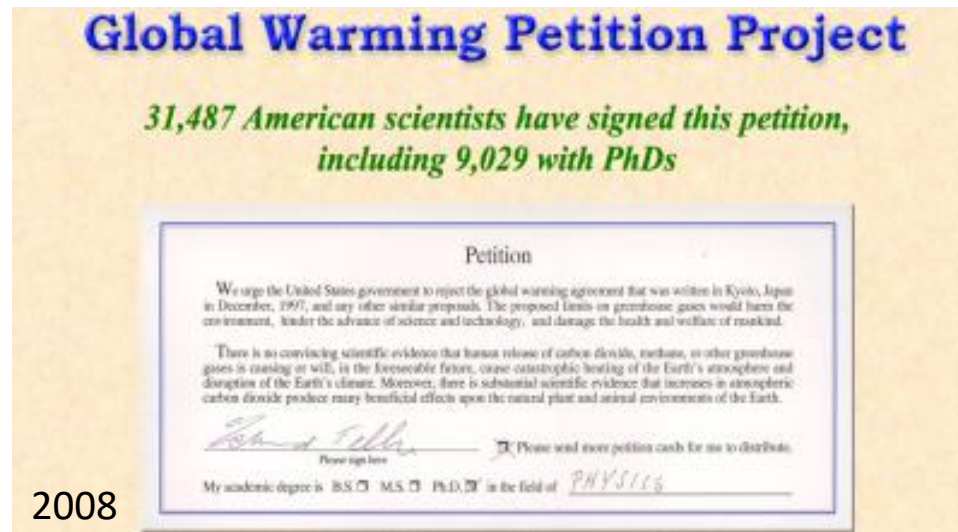 Global Warming Petition Project
31,487 American scientists have signed this petition,
including 9,029 with PhDs
Petition
We urge the United States government to reject the global warming agreement that was written in Kyoto, Japan
in December, 1997, and any other similar proposals. The proposed limits on greenhouse gases would harm the
environment, hinder the advance of science and technology, and damage the health and welfare of mankind.
There is no convincing scientific evidence that human release of carbon dioxide, methane, or other greenhouse
gases is causing or will, in the foreseeable future, cause catastrophic heating of the Earth's atmosphere and
disruption of the Earth's climate. Moreover, there is substantial scientific evidence that increases in atmospheric
carbon dioxide produce many beneficial effects upon the natural plant and animal environments of the Earth.
Please send more petition cards for me to distribute.
Please sign here
My academic degree is B.S. M.S. Ph.D. in the field of PHYSICS
2008